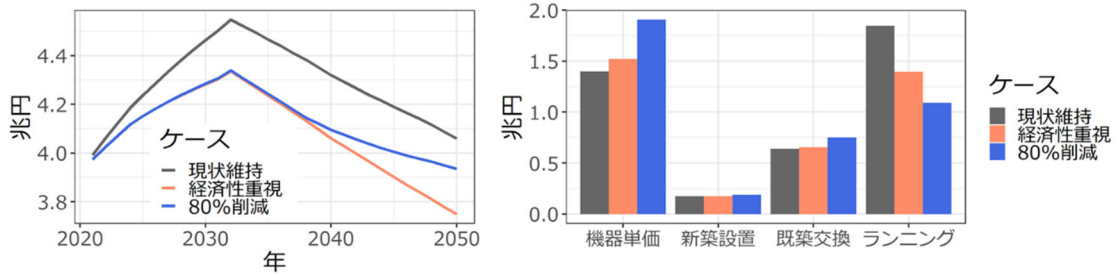 4.4
4.2
4.0
3.8
兆円
ケース
現状維持
経済性重視
80%削減
2020
2030
2040
2050
年
2.0
1.5
1.0
0.5
0.0
兆円
機器単価
新築設置
既築交換
ランニング
ケース
現状維持
経済性重視
80%削減